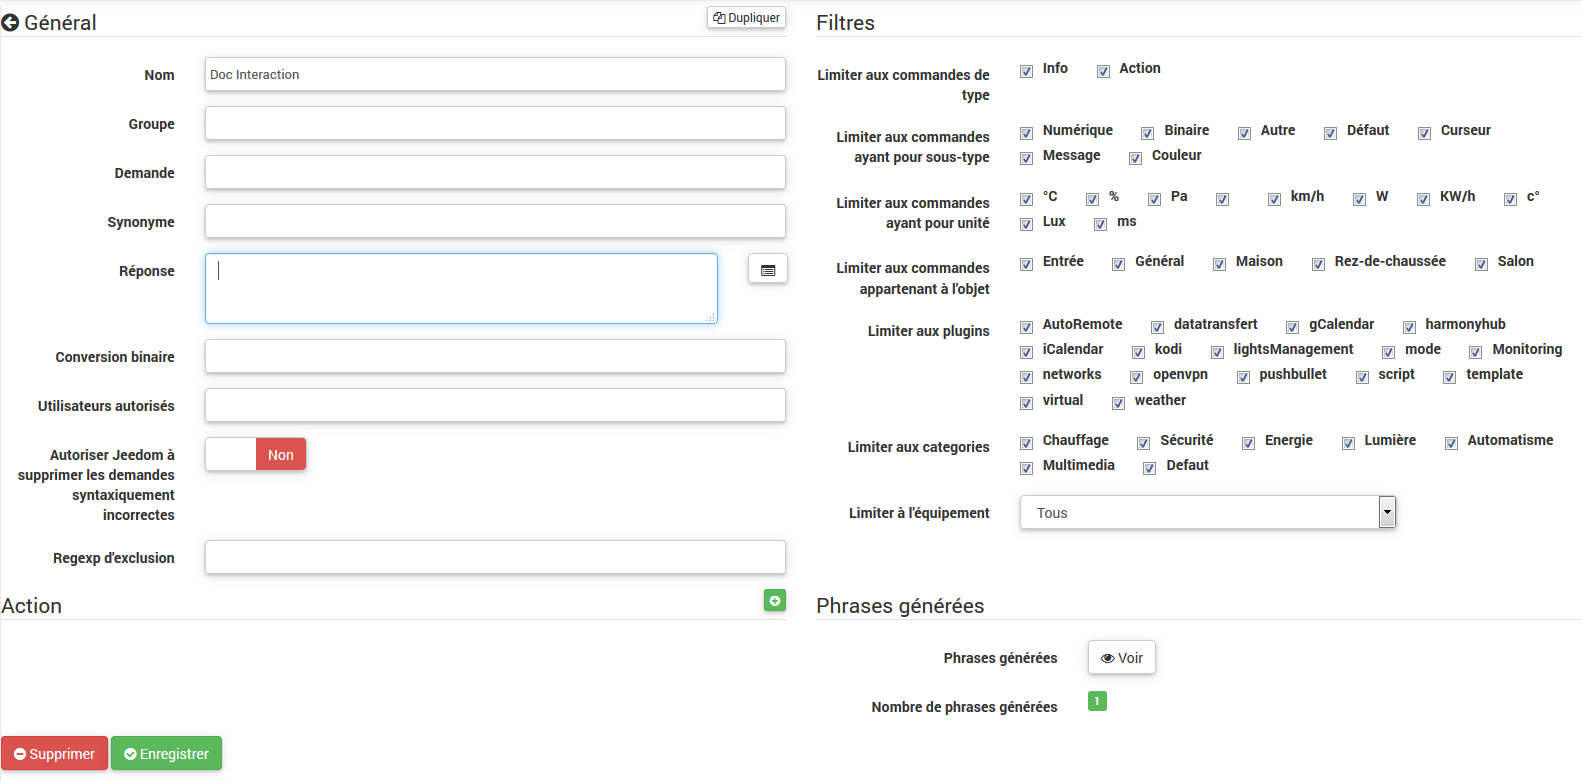 Général
Dupliquer
Nom
Doc Interaction
Groupe
Demande
Synonyme
Réponse
Conversion binaire
Utilisateurs autorisés
Autoriser Jeedom à
supprimer les demandes
syntaxiquement
incorrectes
Non
Regexp d'exclusion
Action
Supprimer
Enregistrer
Filtres
Limiter aux commandes de
type
Info Action
Limiter aux commandes
ayant pour sous-type
Numérique Binaire Autre Défaut Curseur
Message Couleur
Limiter aux commandes
ayant pour unité
°C % Pa km/h W KW/h c°
Lux ms
Limiter aux commandes
appartenant à l'objet
Entrée Général Maison Rez-de-chaussée Salon
Limiter aux plugins
AutoRemote datatransfert gCalendar harmonyhub
iCalendar kodi lightsManagement mode Monitoring
networks openvpn pushbullet script template
virtual weather
Limiter aux categories
Chauffage Sécurité Energie Lumière Automatisme
Multimedia Defaut
Limiter à l'équipement
Tous
Phrases générées
Phrases générées
Voir
Nombre de phrases générées
1